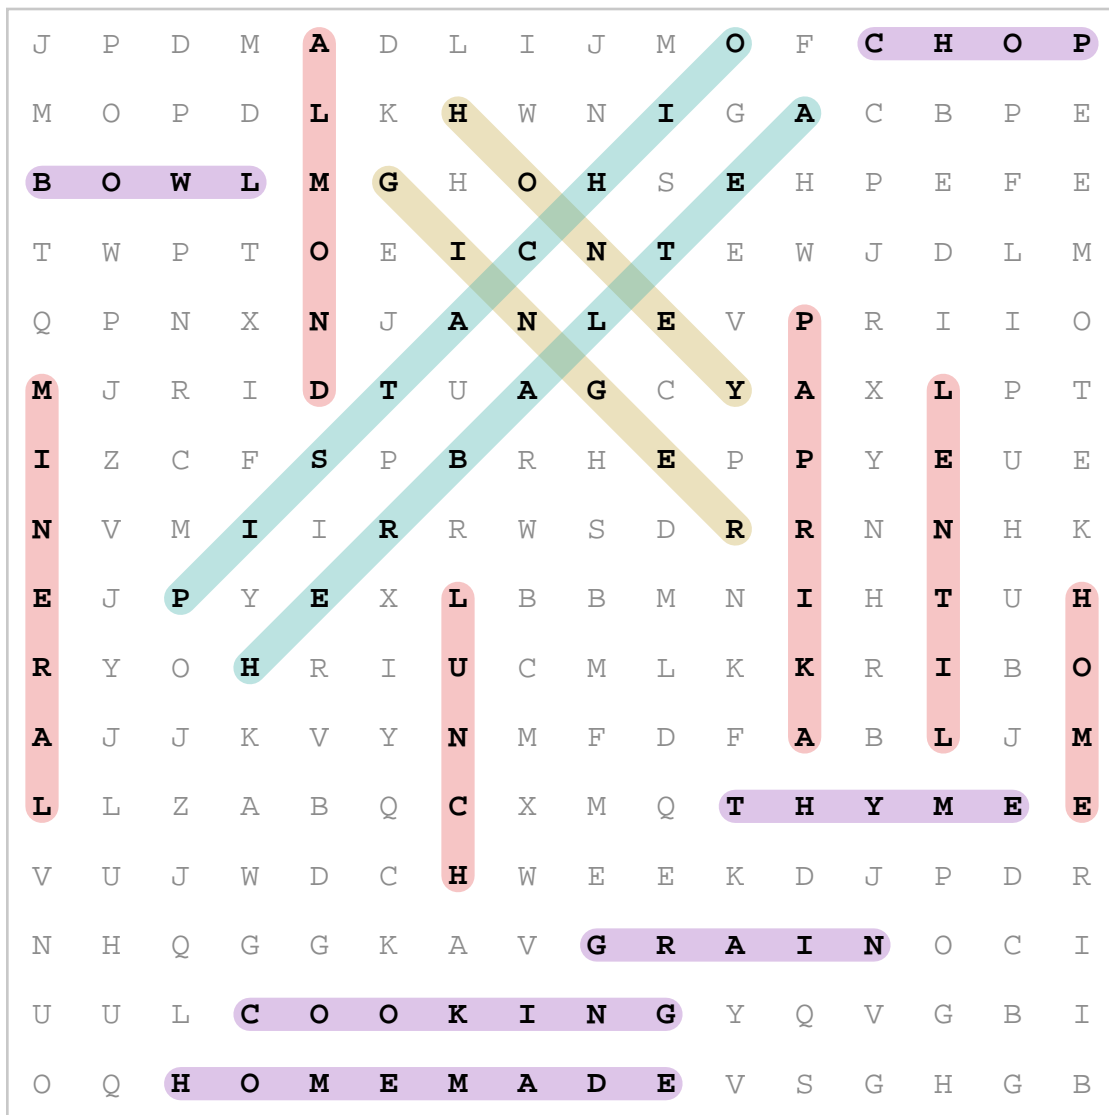 J P D M A D L I J M O F C H O P
M O P D L K H W N I G A C B P E
B O W L M G H O H S E H P E F E
T W P T O E I C N T E W J D L M
Q P N X N J A N L E V P R I I O
M J R I D T U A G C Y A X L P T
I Z C F S P B R H E P P Y E U E
N V M I I R R W S D R R N N H K
E J P Y E X L B B M N I H T U H
R Y O H R I U C M L K K R I B O
A J J K V Y N M F D F A B L J M
L L Z A B Q C X M Q T H Y M E E
V U J W D C H W E E K D J P D R
N H Q G G K A V G R A I N O C I
U U L C O O K I N G Y Q V G B I
O Q H O M E M A D E V S G H G B